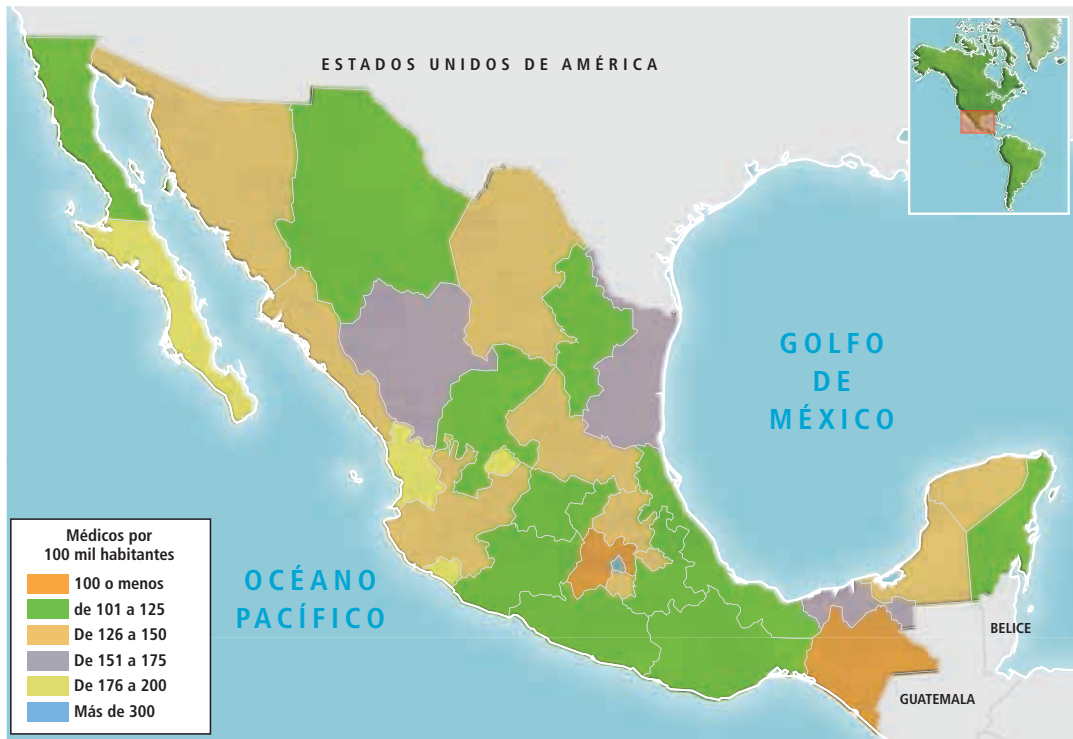 ESTADOS UNIDOS DE AMÉRICA
GOLFO
DE
MÉXICO
OCÉANO
PACÍFICO
BELICE
GUATEMALA
Médicos por
100 mil habitantes
100 o menos
de 101 a 125
De 126 a 150
De 151 a 175
De 176 a 200
Más de 300